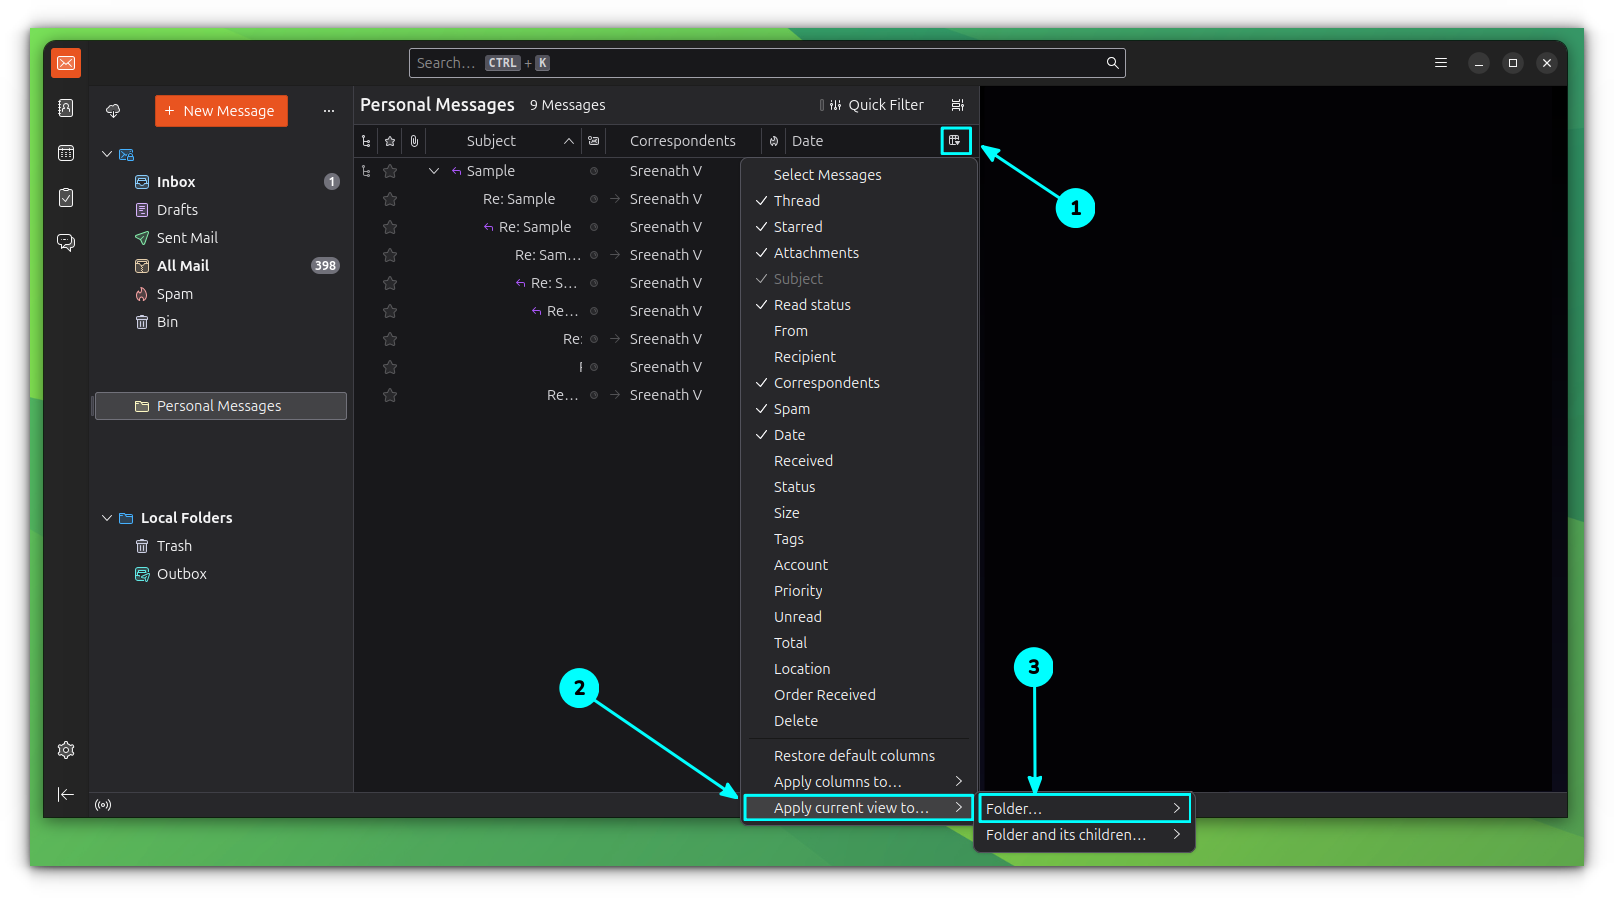 Search... CTRL + K
+ New Message
Inbox 1
Drafts
Sent Mail
All Mail 398
Spam
Bin
Personal Messages
Local Folders
Trash
Outbox
Personal Messages 9 Messages Quick Filter
Subject Correspondents Date
Sample Sreenath V
Re: Sample Sreenath V
Re: Sample Sreenath V
Re: Sam... Sreenath V
Re: S... Sreenath V
Re... Sreenath V
Re: Sreenath V
Sreenath V
Re... Sreenath V
Select Messages
Thread
Starred
Attachments
Subject
Read status
From
Recipient
Correspondents
Spam
Date
Received
Status
Size
Tags
Account
Priority
Unread
Total
Location
Order Received
Delete
Restore default columns
Apply columns to...
Apply current view to...
Folder...
Folder and its children...
1
2
3